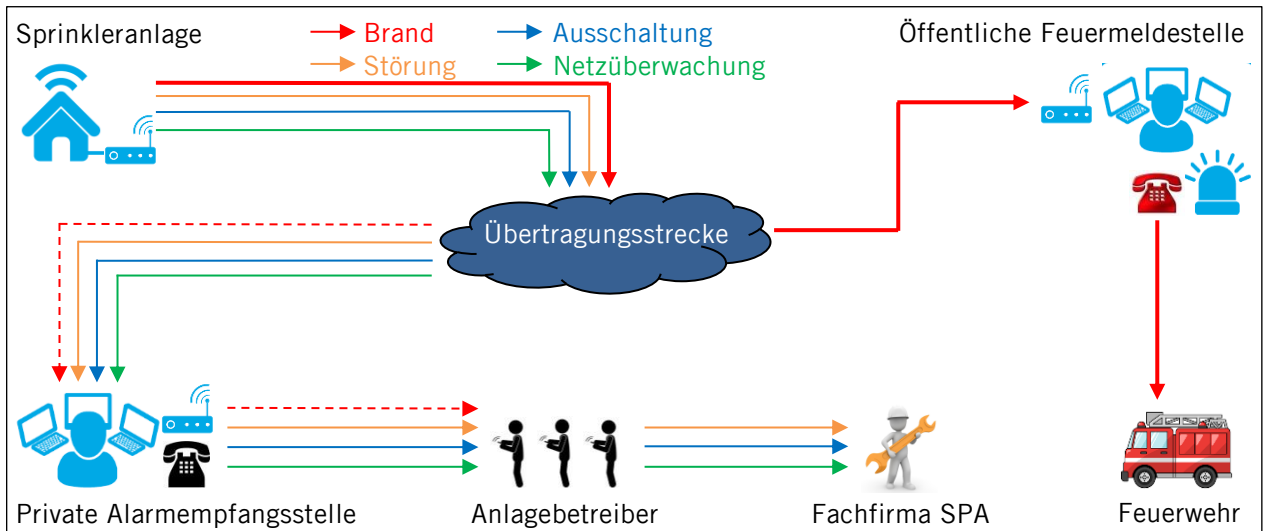 Sprinkleranlage
Brand
Ausschaltung
Störung
Netzüberwachung
Öffentliche Feuermeldestelle
Übertragungsstrecke
Private Alarmempfangsstelle
Anlagebetreiber
Fachfirma SPA
Feuerwehr